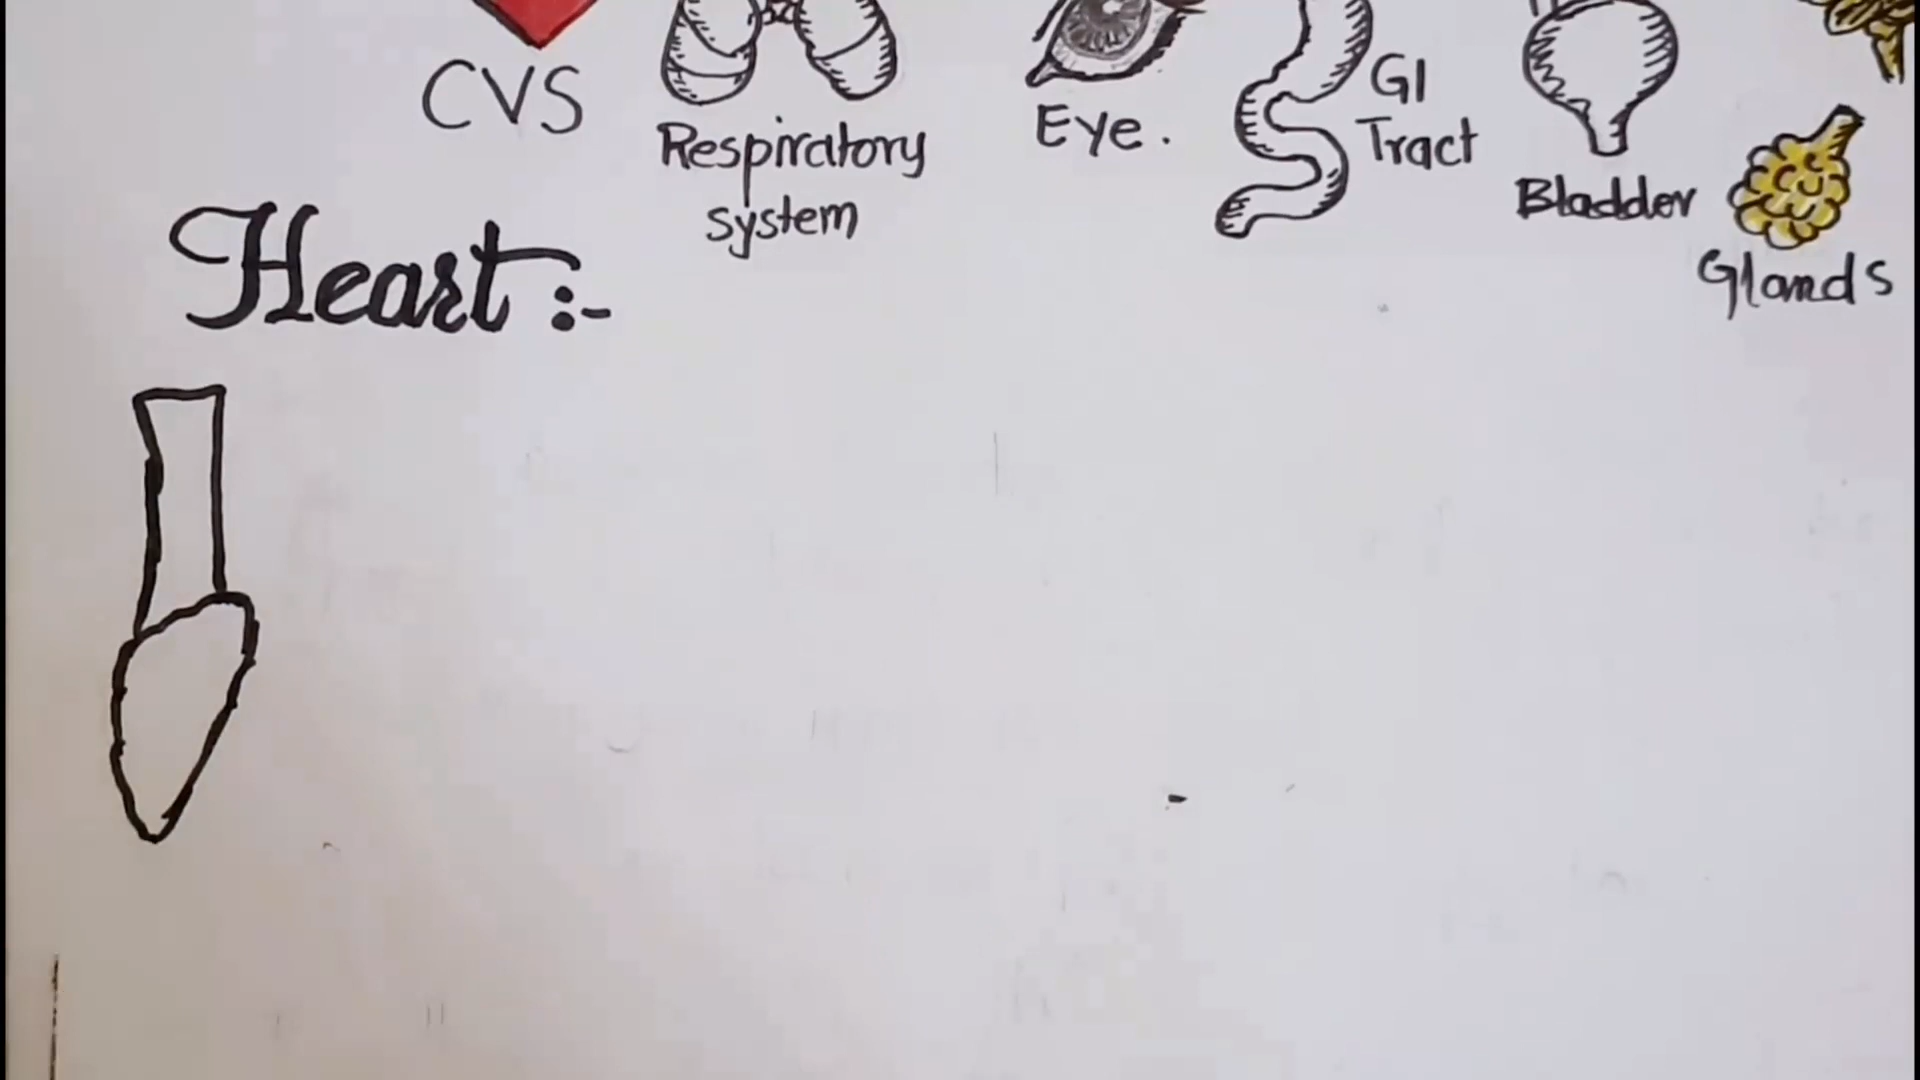 CVS
Respiratory
system
Eye.
GI
Tract
Bladder
Glands
Heart :-